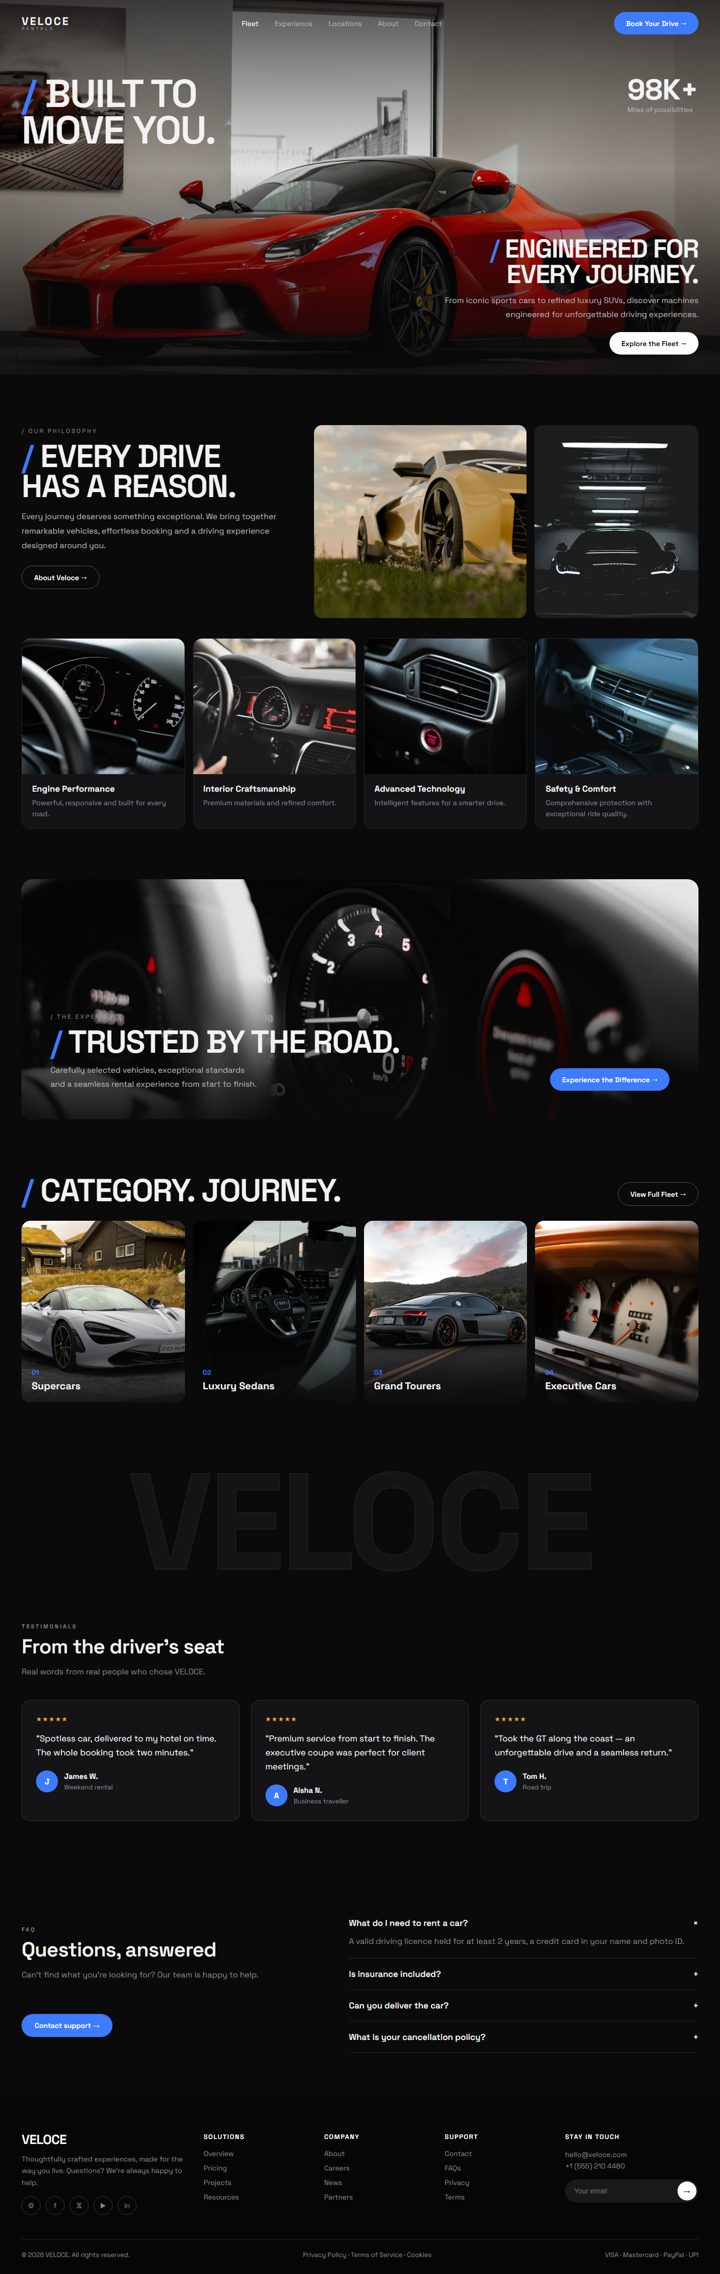 VELOCE
RENTALS
Fleet
Experience
Locations
About
Contact
Book Your Drive →
/ BUILT TO
MOVE YOU.
98K+
Miles of possibilities
/ ENGINEERED FOR
EVERY JOURNEY.
From iconic sports cars to refined luxury SUVs, discover machines
engineered for unforgettable driving experiences.
Explore the Fleet →
/ OUR PHILOSOPHY
/ EVERY DRIVE
HAS A REASON.
Every journey deserves something exceptional. We bring together
remarkable vehicles, effortless booking and a driving experience
designed around you.
About Veloce →
Engine Performance
Powerful, responsive and built for every
road.
Interior Craftsmanship
Premium materials and refined comfort.
Advanced Technology
Intelligent features for a smarter drive.
Safety & Comfort
Comprehensive protection with
exceptional ride quality.
1
2
3
4
5
0
km/h
/ THE
/ TRUSTED BY THE ROAD.
Carefully selected vehicles, exceptional standards
and a seamless rental experience from start to finish.
Experience the Difference →
/ CATEGORY. JOURNEY.
View Full Fleet →
01
Supercars
02
Luxury Sedans
03
Grand Tourers
04
Executive Cars
VELOCE
TESTIMONIALS
From the driver's seat
Real words from real people who chose VELOCE.
★★★★★
"Spotless car, delivered to my hotel on time.
The whole booking took two minutes."
J
James W.
Weekend rental
★★★★★
"Premium service from start to finish. The
executive coupe was perfect for client
meetings."
A
Aisha N.
Business traveller
★★★★★
"Took the GT along the coast — an
unforgettable drive and a seamless return."
T
Tom H.
Road trip
FAQ
Questions, answered
Can't find what you're looking for? Our team is happy to help.
Contact support →
What do I need to rent a car?
×
A valid driving licence held for at least 2 years, a credit card in your name and photo ID.
Is insurance included?
+
Can you deliver the car?
+
What is your cancellation policy?
+
VELOCE
Thoughtfully crafted experiences, made for the
way you live. Questions? We're always happy to
help.
f
X
in
SOLUTIONS
Overview
Pricing
Projects
Resources
COMPANY
About
Careers
News
Partners
SUPPORT
Contact
FAQs
Privacy
Terms
STAY IN TOUCH
hello@veloce.com
+1 (555) 210 4480
Your email
→
© 2026 VELOCE. All rights reserved.
Privacy Policy · Terms of Service · Cookies
VISA · Mastercard · PayPal · UPI